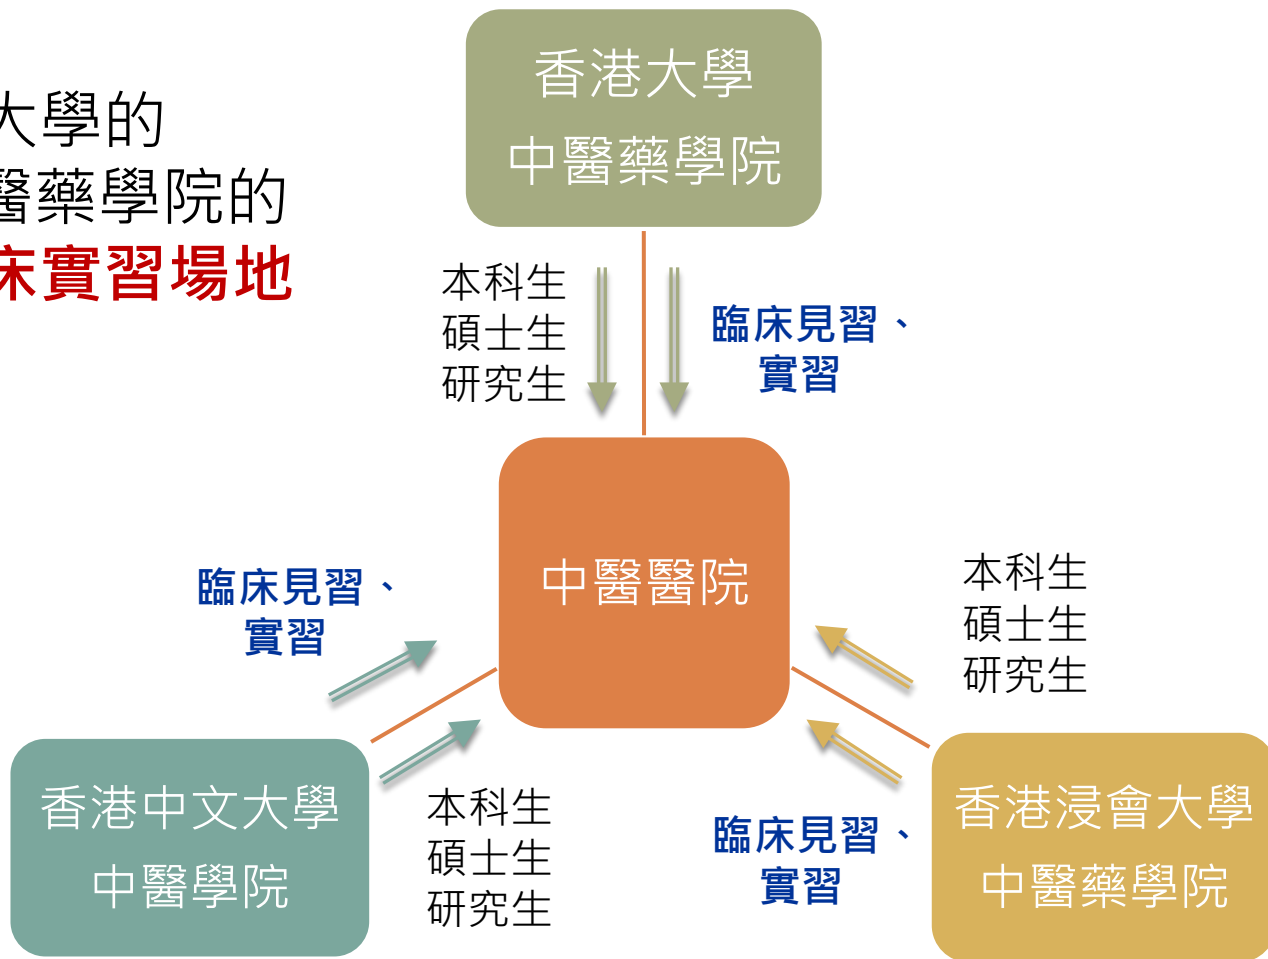 香港大學
中醫藥學院
大學的
醫藥學院的
床實習場地
本科生
碩士生
研究生
臨床見習、
實習
中醫醫院
臨床見習、
實習
本科生
碩士生
研究生
香港中文大學
中醫學院
本科生
碩士生
研究生
臨床見習、
實習
香港浸會大學
中醫藥學院